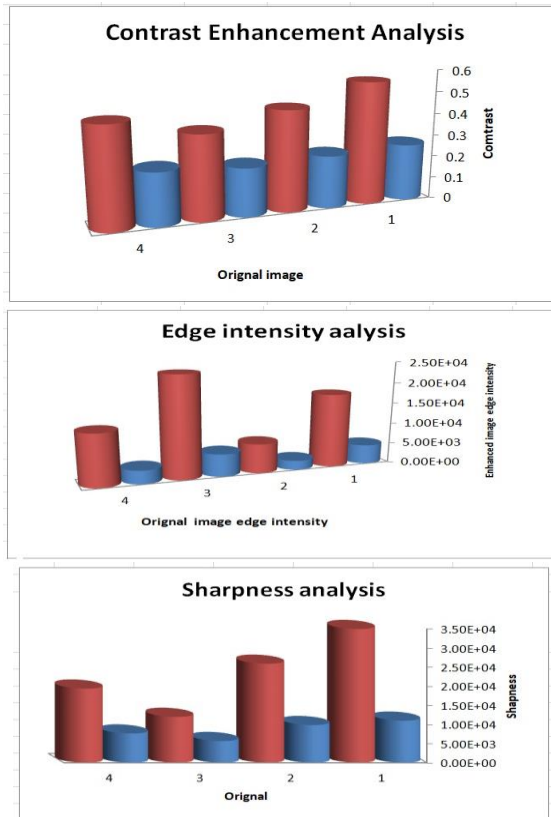 Contrast Enhancement Analysis
0.6
0.5
0.4
0.3
0.2
0.1
0
Comtrast
4 3 2 1
Orignal image
Edge intensity aalysis
2.50E+04
2.00E+04
1.50E+04
1.00E+04
5.00E+03
0.00E+00
Enhanced image edge intensity
4 3 2 1
Orignal image edge intensity
Sharpness analysis
3.50E+04
3.00E+04
2.50E+04
2.00E+04
1.50E+04
1.00E+04
5.00E+03
0.00E+00
Shapness
4 3 2 1
Orignal